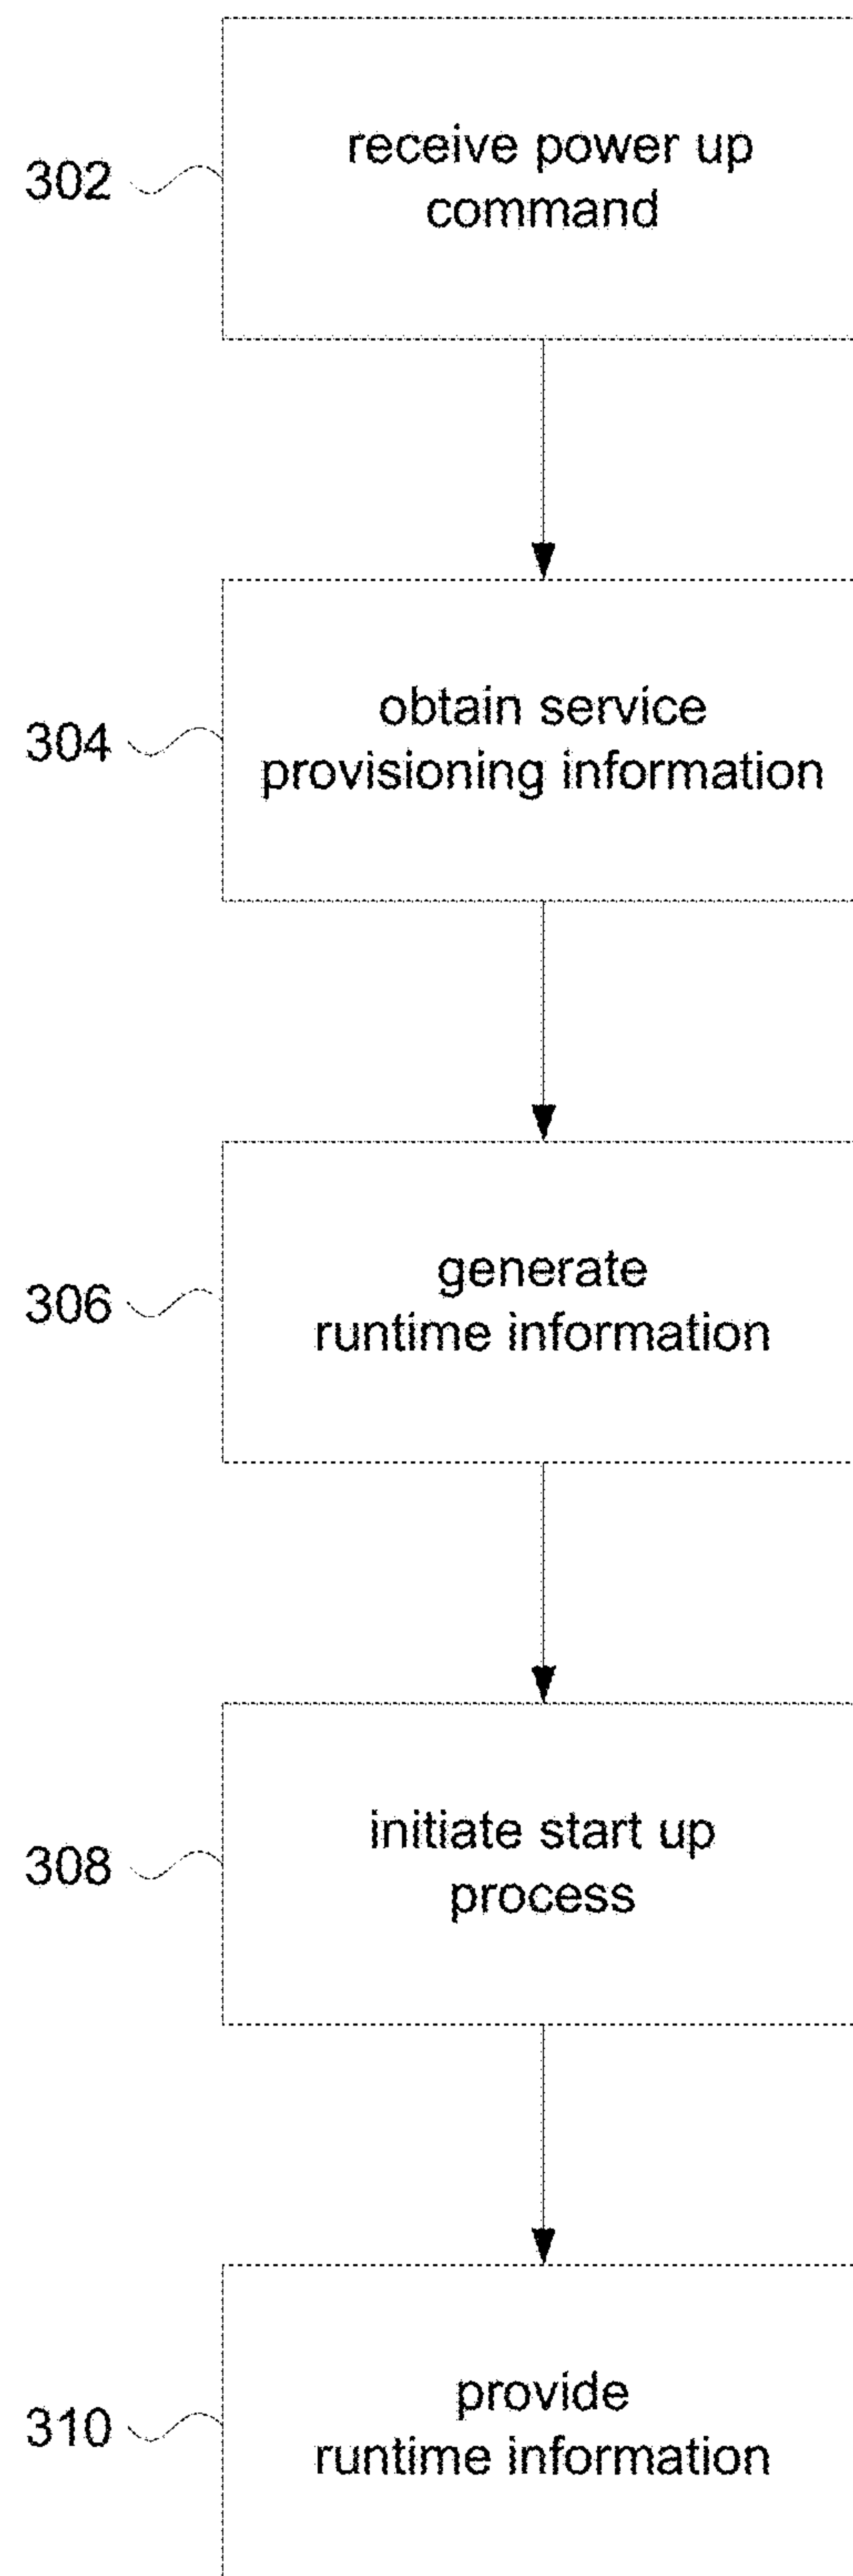 302
receive power up
command
304
obtain service
provisioning information
306
generate
runtime information
308
initiate start up
process
310
provide
runtime information